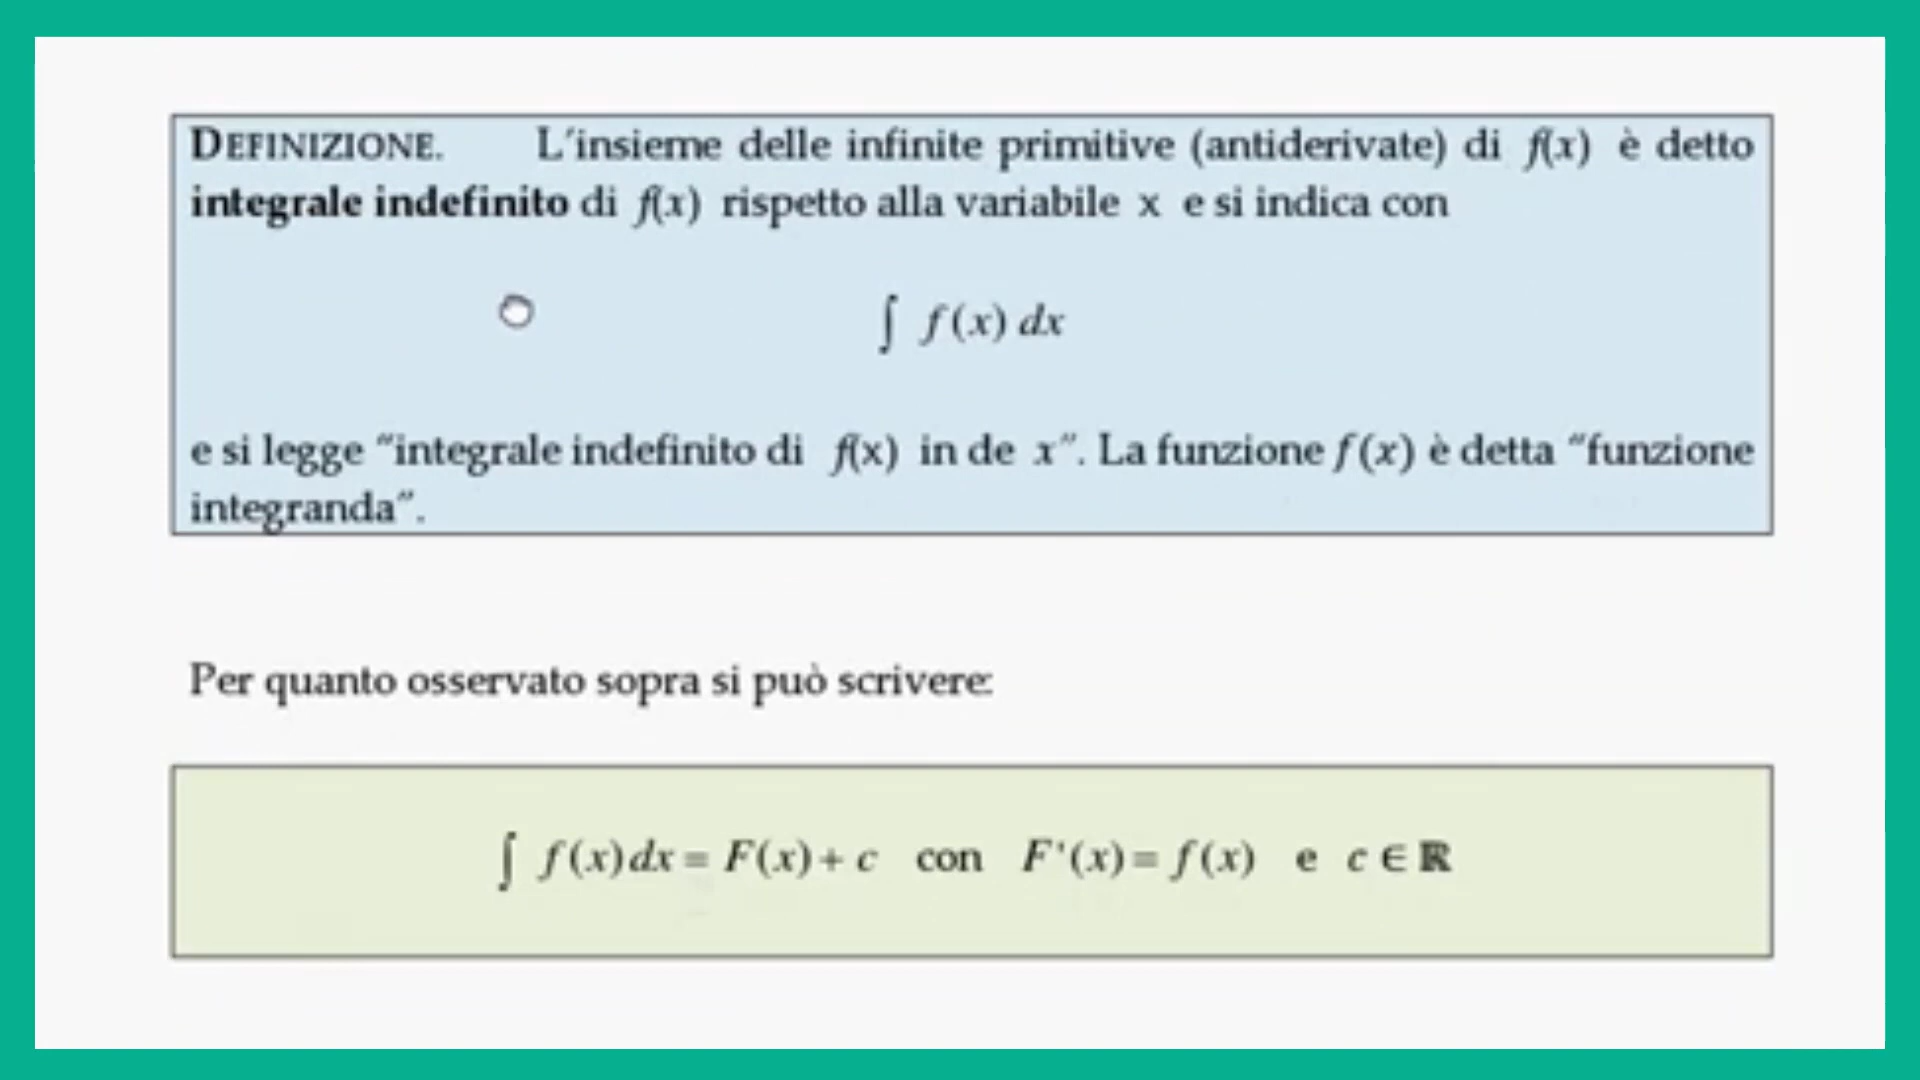 DEFINIZIONE. L'insieme delle infinite primitive (antiderivate) di f(x) è detto
integrale indefinito di f(x) rispetto alla variabile x e si indica con
∫ f(x) dx
e si legge "integrale indefinito di f(x) in de x". La funzione f(x) è detta "funzione
integranda".
Per quanto osservato sopra si può scrivere:
∫ f(x)dx = F(x) + c con F'(x) = f(x) e c ∈ ℝ